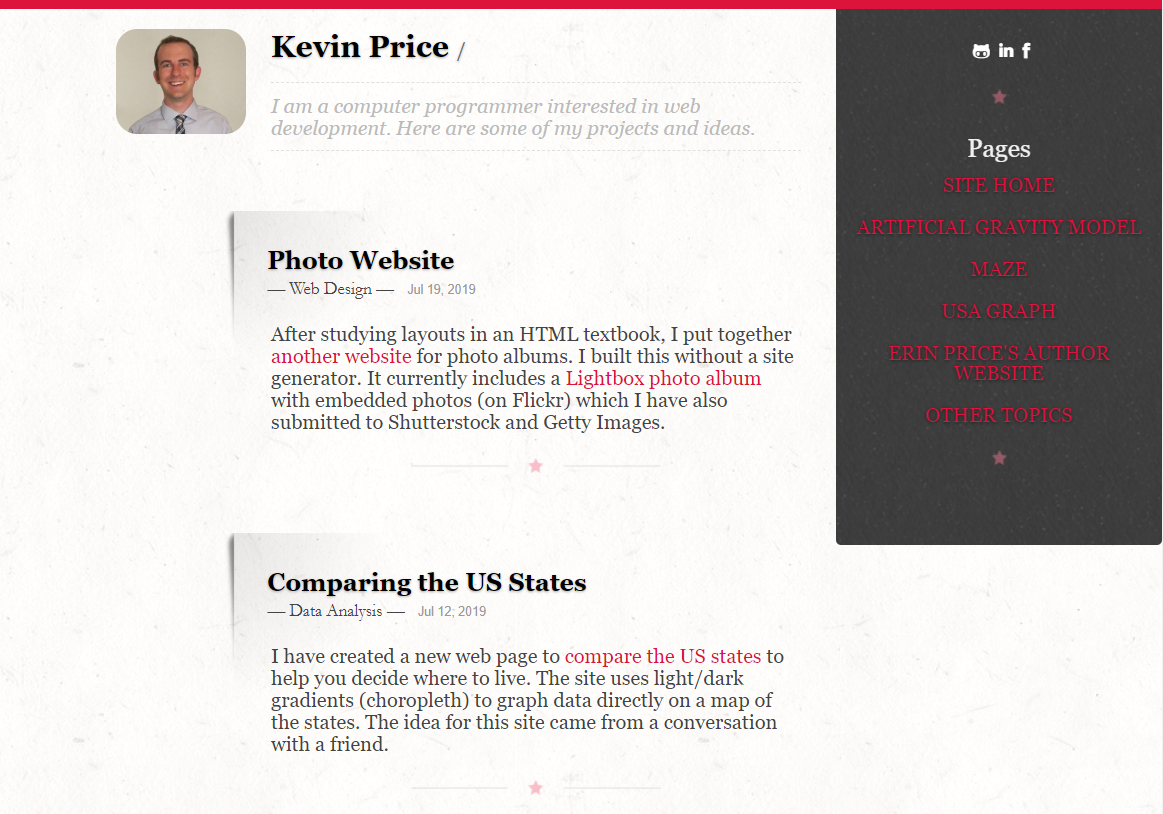 Kevin Price /
I am a computer programmer interested in web
development. Here are some of my projects and ideas.
Photo Website
— Web Design — Jul 19, 2019
After studying layouts in an HTML textbook, I put together
another website for photo albums. I built this without a site
generator. It currently includes a Lightbox photo album
with embedded photos (on Flickr) which I have also
submitted to Shutterstock and Getty Images.
Comparing the US States
— Data Analysis — Jul 12, 2019
I have created a new web page to compare the US states to
help you decide where to live. The site uses light/dark
gradients (choropleth) to graph data directly on a map of
the states. The idea for this site came from a conversation
with a friend.
in f
Pages
SITE HOME
ARTIFICIAL GRAVITY MODEL
MAZE
USA GRAPH
ERIN PRICE'S AUTHOR
WEBSITE
OTHER TOPICS